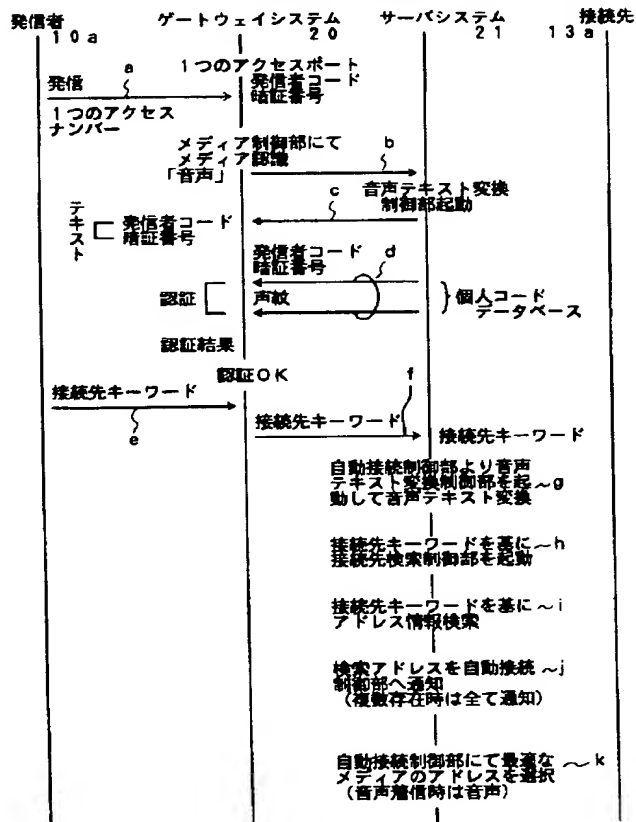 発信者
10a
ゲートウェイシステム
20
サーバシステム
21
接続先
13a
a
発信
1つのアクセス
ナンバー
1つのアクセスポート
発信者コード
暗証番号
メディア制御部にて
メディア認識
「音声」
b
c
音声テキスト変換
制御部起動
テキスト
発信者コード
暗証番号
発信者コード
暗証番号
d
認証
声紋
個人コード
データベース
認証結果
認証OK
接続先キーワード
e
f
接続先キーワード
接続先キーワード
自動接続制御部より音声
テキスト変換制御部を起~g
動して音声テキスト変換
接続先キーワードを基に~h
接続先検索制御部を起動
接続先キーワードを基に~i
アドレス情報検索
検索アドレスを自動接続~j
制御部へ通知
(複数存在時は全て通知)
自動接続制御部にて最適な~k
メディアのアドレスを選択
(音声着信時は音声)